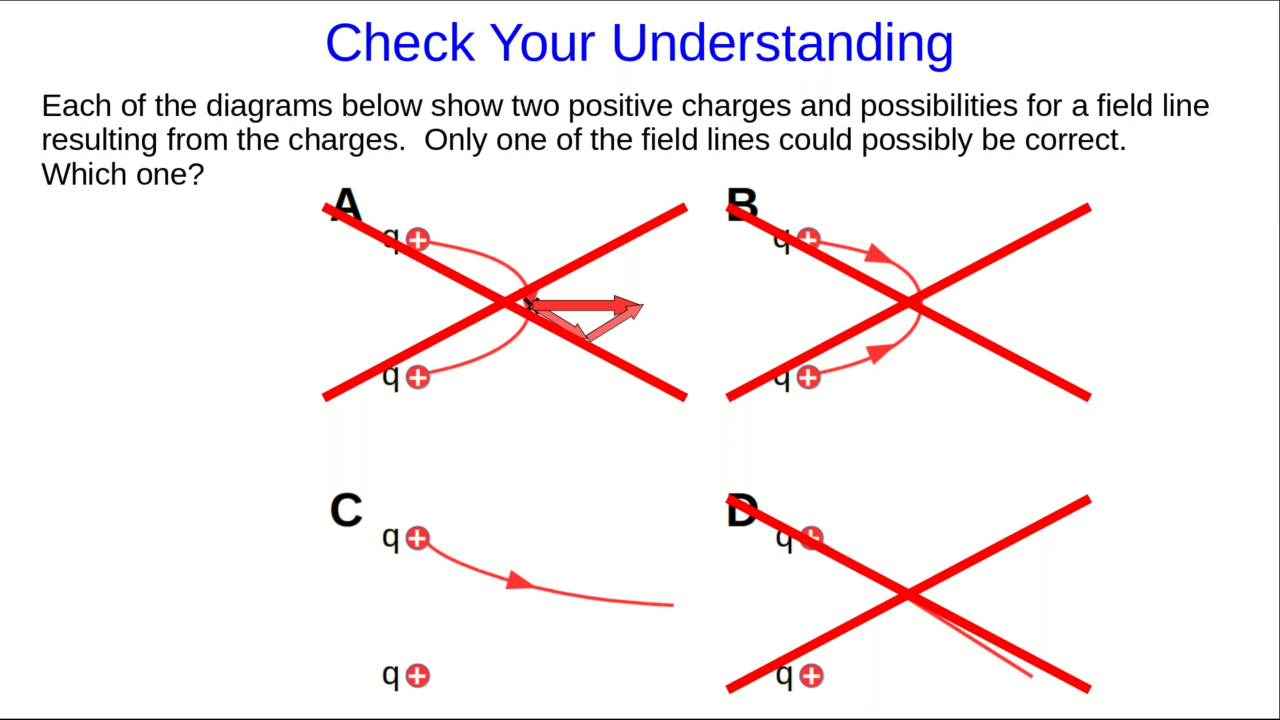 Check Your Understanding
Each of the diagrams below show two positive charges and possibilities for a field line
resulting from the charges.  Only one of the field lines could possibly be correct.
Which one?
A
B
q
q
q
q
C
D
q
q
q
q